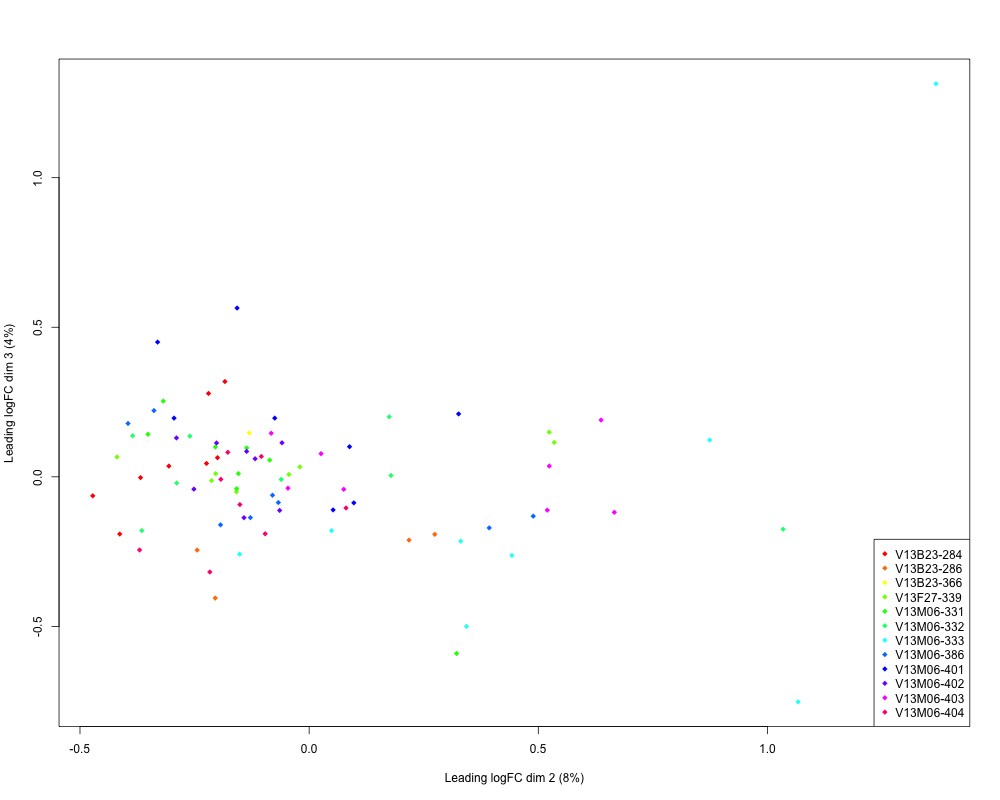 1.0
0.5
0.0
-0.5
Leading logFC dim 3 (4%)
V13B23-284
V13B23-286
V13B23-366
V13F27-339
V13M06-331
V13M06-332
V13M06-333
V13M06-386
V13M06-401
V13M06-402
V13M06-403
V13M06-404
-0.5 0.0 0.5 1.0
Leading logFC dim 2 (8%)